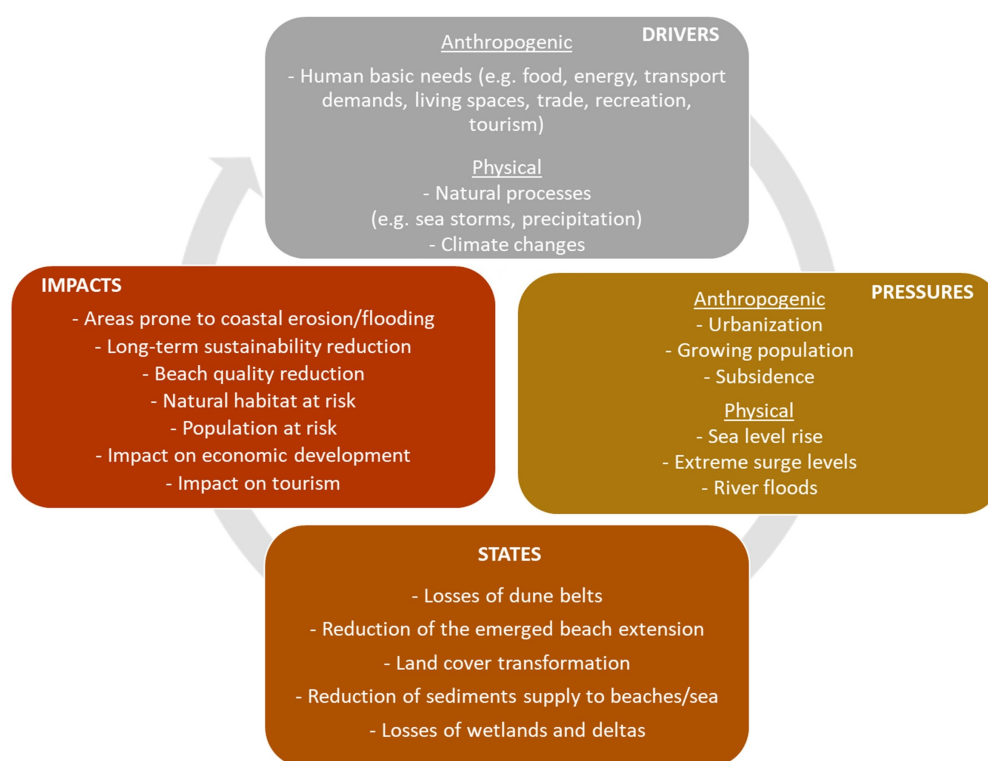 DRIVERS
Anthropogenic
- Human basic needs (e.g. food, energy, transport
demands, living spaces, trade, recreation,
tourism)
Physical
- Natural processes
(e.g. sea storms, precipitation)
- Climate changes
PRESSURES
Anthropogenic
- Urbanization
- Growing population
- Subsidence
Physical
- Sea level rise
- Extreme surge levels
- River floods
STATES
- Losses of dune belts
- Reduction of the emerged beach extension
- Land cover transformation
- Reduction of sediments supply to beaches/sea
- Losses of wetlands and deltas
IMPACTS
- Areas prone to coastal erosion/flooding
- Long-term sustainability reduction
- Beach quality reduction
- Natural habitat at risk
- Population at risk
- Impact on economic development
- Impact on tourism